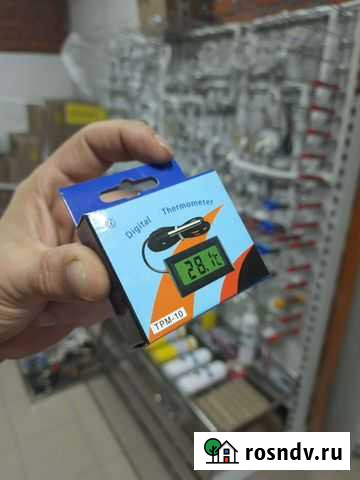 Digital Thermometer
28.1°C
TPM-10
rosndv.ru